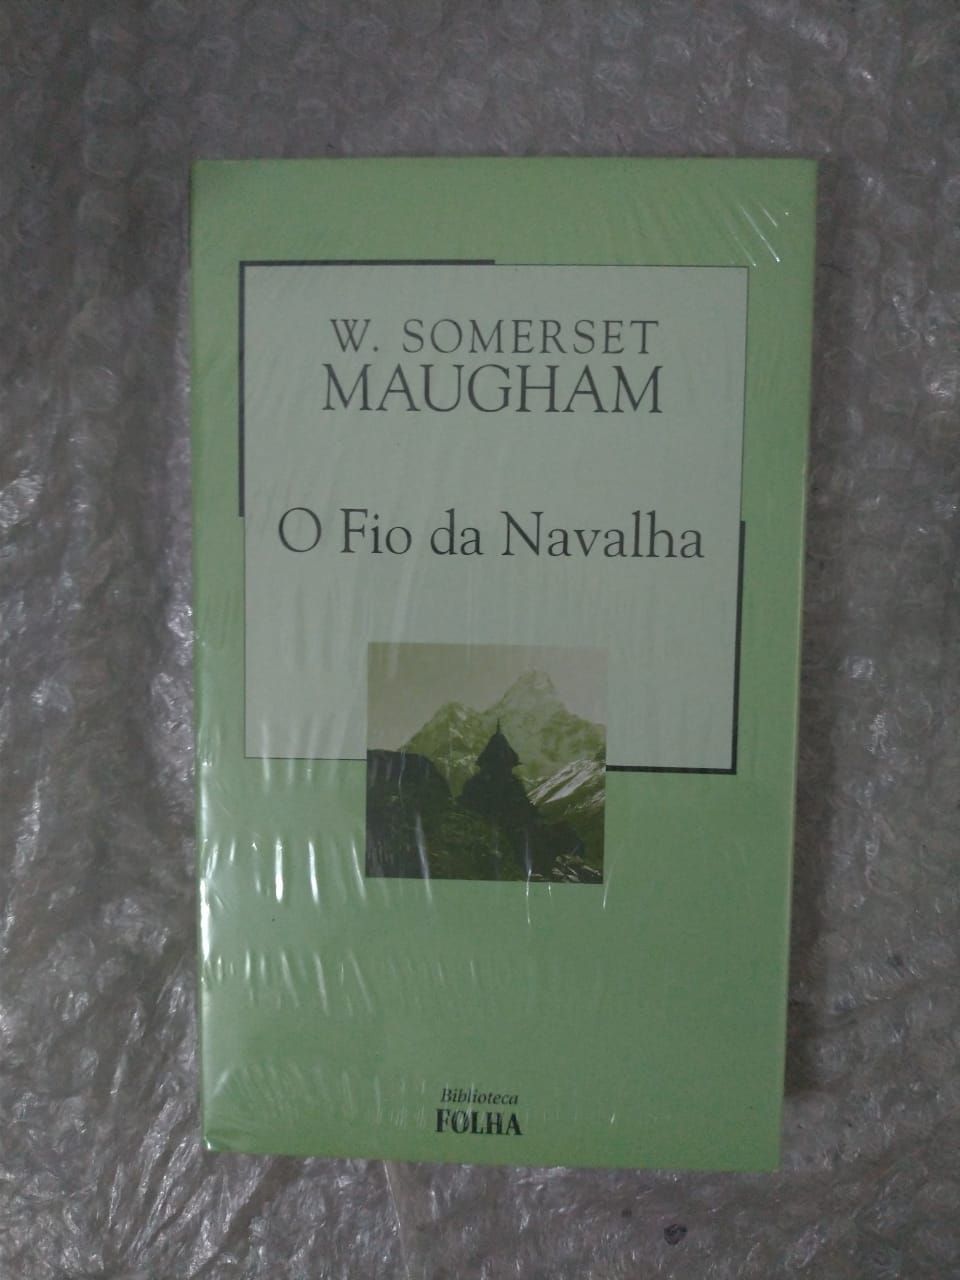 W. SOMERSET
MAUGHAM
O Fio da Navalha
Biblioteca
FOLHA